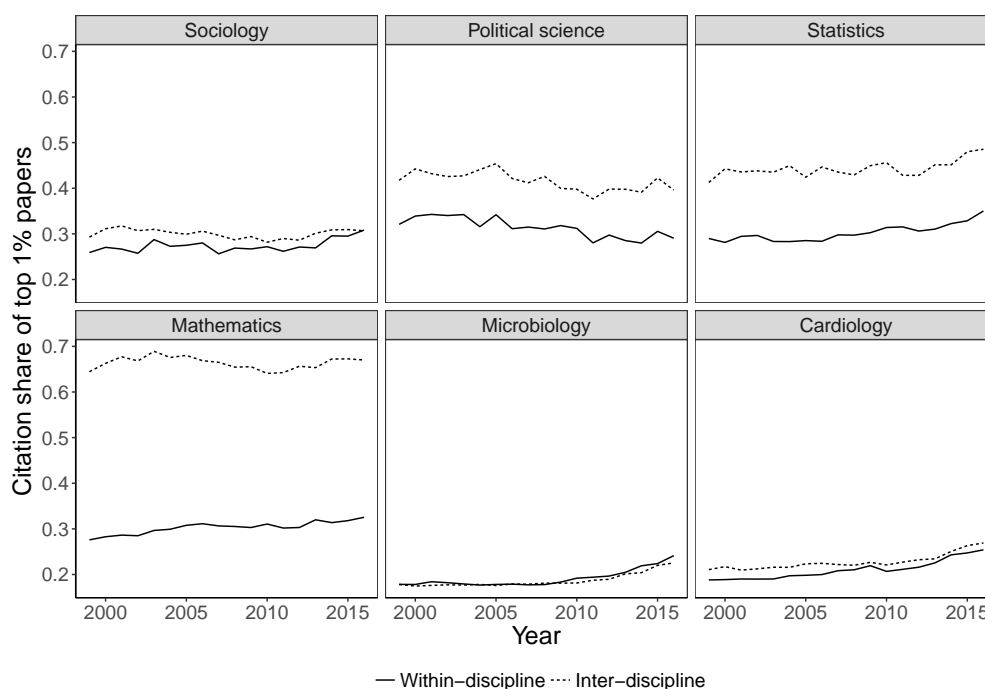 Sociology
Political science
Statistics
0.7
0.6
0.5
0.4
0.3
0.2
Mathematics
Microbiology
Cardiology
0.7
0.6
0.5
0.4
0.3
0.2
2000 2005 2010 2015
2000 2005 2010 2015
2000 2005 2010 2015
Citation share of top 1% papers
Year
Within−discipline
Inter−discipline